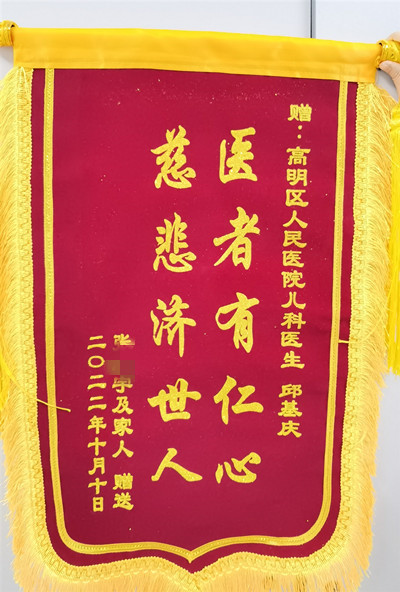 赠：高明区人民医院儿科医生 邱基庆
医者有仁心
慈悲济世人
及家人 赠送
二〇二二年十月十日